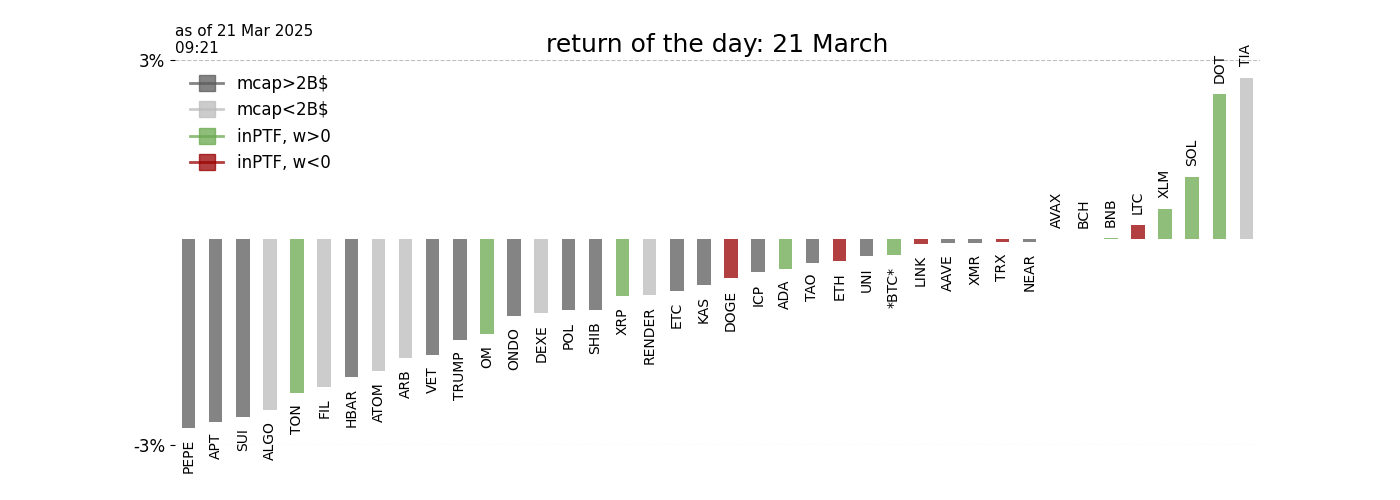 as of 21 Mar 2025
09:21
return of the day: 21 March
3%
mcap>2B$
mcap<2B$
inPTF, w>0
inPTF, w<0
-3%
PEPE
APT
SUI
ALGO
TON
FIL
HBAR
ATOM
ARB
VET
TRUMP
OM
ONDO
DEXE
POL
SHIB
XRP
RENDER
ETC
KAS
DOGE
ICP
ADA
TAO
ETH
UNI
*BTC*
LINK
AAVE
XMR
TRX
NEAR
AVAX
BCH
BNB
LTC
XLM
SOL
DOT
TIA